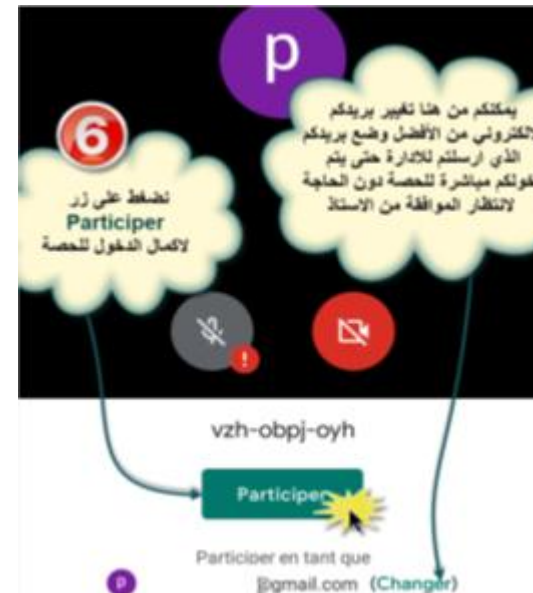 p
يمكنكم من هنا تغيير بريدكم
لالكتروني من الأفضل وضع بريدكم
الذي ارسلتم للادارة حتى يتم
خولكم مباشرة للحصة دون الحاجة
لانتظار الموافقة من الاستاذ
6
نضغط على زر
Participer
لاكمال الدخول للحصة
vzh-obpj-oyh
Participer
Participer en tant que
p
@gmail.com (Changer)